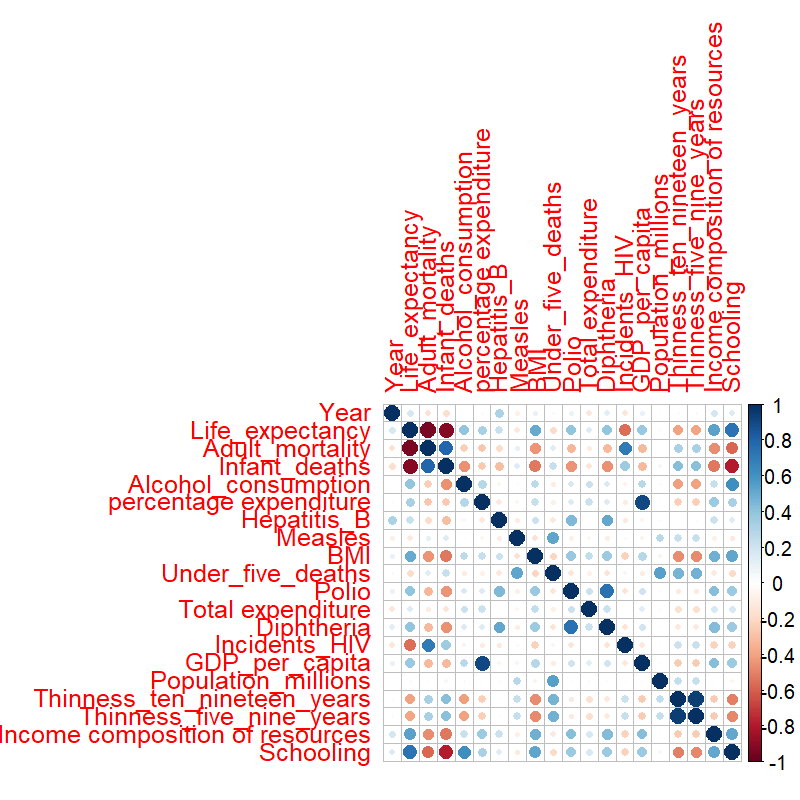 Year
Life_expectancy
Adult_mortality
Infant_deaths
Alcohol_consumption
percentage expenditure
Hepatitis_B
Measles
BMI
Under_five_deaths
Polio
Total expenditure
Diphtheria
Incidents_HIV
GDP_per_capita
Population_millions
Thinness_ten_nineteen_years
Thinness_five_nine_years
Income composition of resources
Schooling
Year
Life_expectancy
Adult_mortality
Infant_deaths
Alcohol_consumption
percentage expenditure
Hepatitis_B
Measles
BMI
Under_five_deaths
Polio
Total expenditure
Diphtheria
Incidents_HIV
GDP_per_capita
Population_millions
Thinness_ten_nineteen_years
Thinness_five_nine_years
Income composition of resources
Schooling
1
0.8
0.6
0.4
0.2
0
-0.2
-0.4
-0.6
-0.8
-1